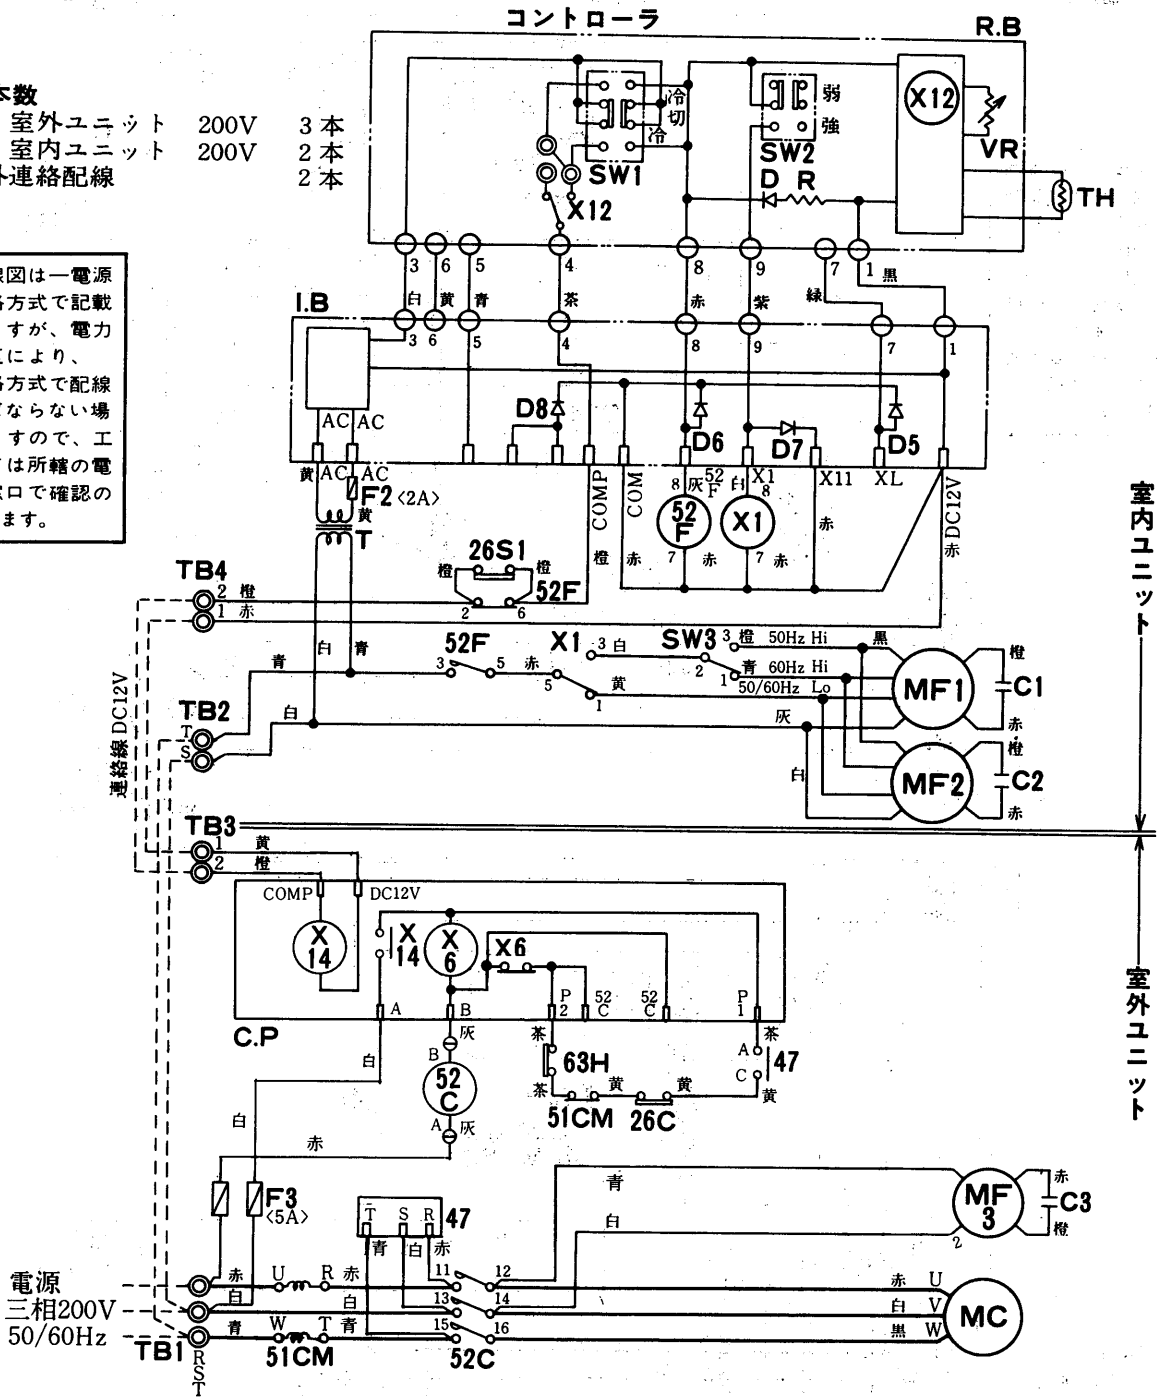 コントローラ
R.B
本数
室外ユニット 200V 3本
室内ユニット 200V 2本
外連絡配線 2本
冷
切
冷
SW1
弱
強
SW2
X12
VR
TH
D R
X12
3 6 5 4 8 9 7 1
線図は一電源
方式で記載
すが、電力
により、
方式で配線
ならない場
すので、工
は所轄の電
窓口で確認の
ます。
白 黄 青 茶 赤 紫 緑 黒
I.B
3 6 5 4 8 9 7 1
AC AC
D8
D6
D7
D5
黄 AC AC
F2 <2A>
黄
T
COMP
COM
8 灰 52F
白 X1 8
X11
XL
DC12V
52F
X1
7 赤
7 赤
橙 赤 赤 赤
26S1
橙 橙
52F
2 6
TB4
2 橙
1 赤
白 青
青
52F
3 5
赤
X1
5
3 白
1 黄
SW3
2
3 橙 50Hz Hi 黒
1 青 60Hz Hi
50/60Hz Lo
灰
MF1
橙
C1
赤
白
MF2
橙
C2
赤
連絡線 DC12V
TB2
T
S
白
室内ユニット
TB3
1 黄
2 橙
COMP DC12V
X14
X14
X6
X6
A B P2 52C 52C P1
C.P
白
灰
B
52C
A 灰
茶
63H
茶
51CM
黄
26C
黄
茶
A
C
47
黄
室外ユニット
白
赤
F3
<5A>
T S R
47
青 白 赤
青
白
MF3
2
赤
C3
橙
電源
三相200V
50/60Hz
TB1
R
S
T
赤 U R 赤 11 12 赤 U
白 白 13 14 白 V
青 W T 青 15 16 黒 W
51CM
52C
MC